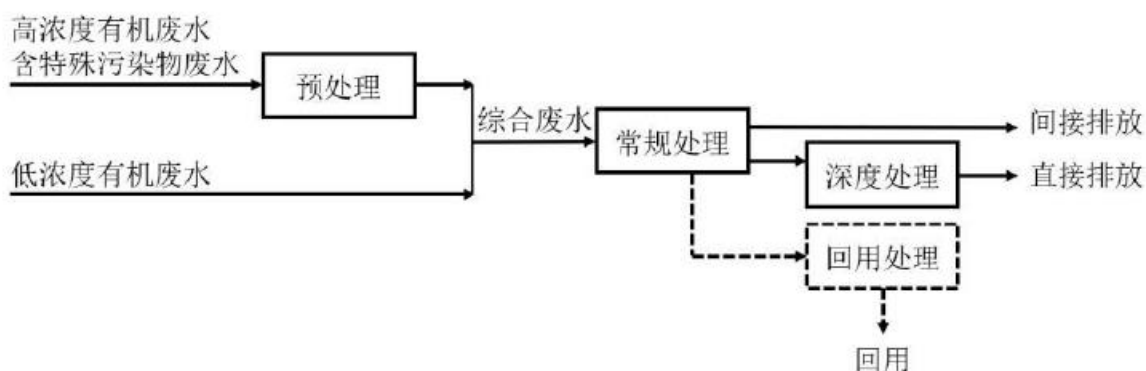 高浓度有机废水
含特殊污染物废水
预处理
综合废水
常规处理
间接排放
低浓度有机废水
深度处理
直接排放
回用处理
回用